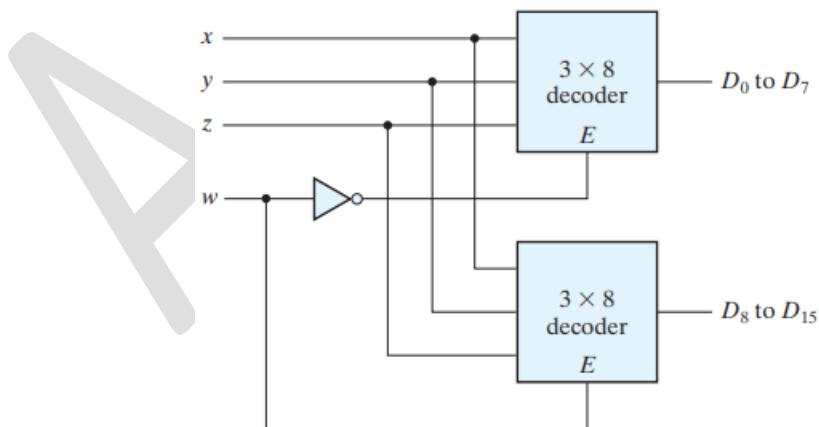 x
3 × 8
decoder
D₀ to D₇
y
z
E
w
3 × 8
decoder
D₈ to D₁₅
E